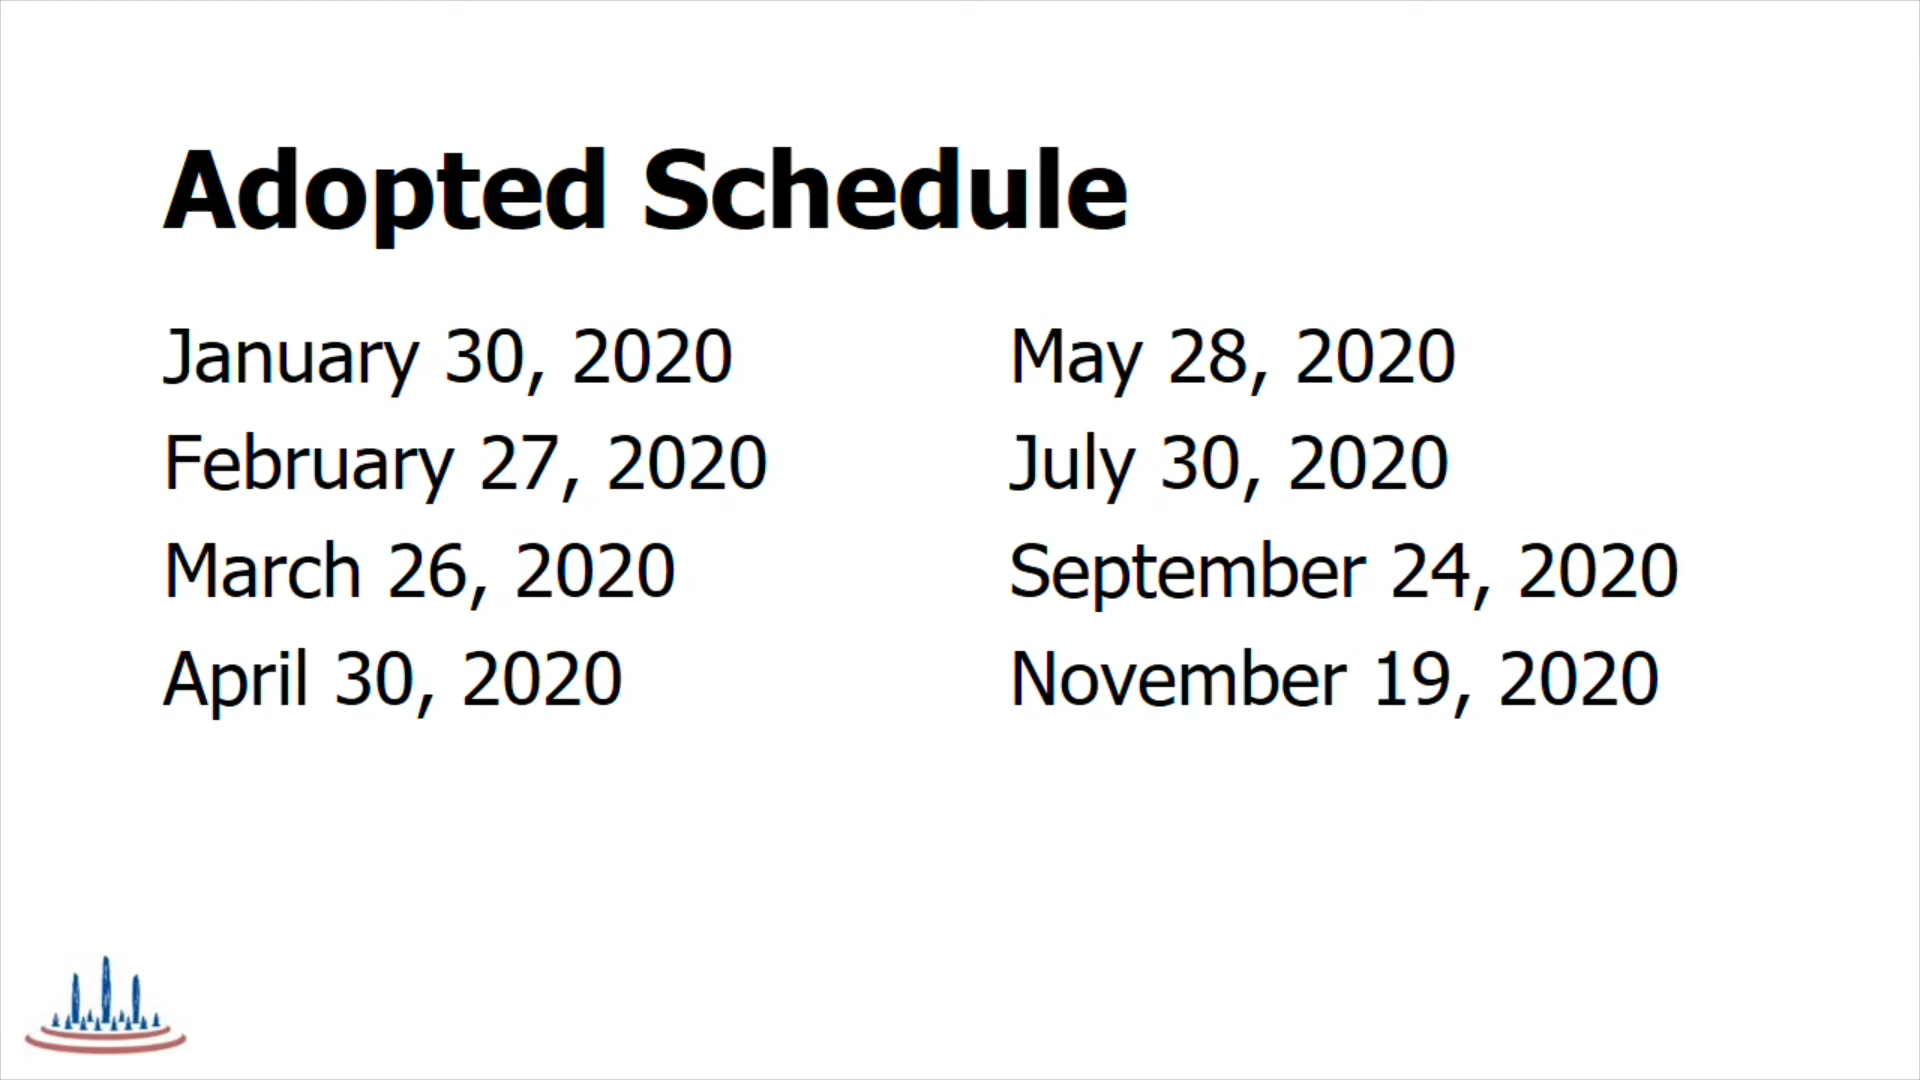 Adopted Schedule
January 30, 2020
February 27, 2020
March 26, 2020
April 30, 2020
May 28, 2020
July 30, 2020
September 24, 2020
November 19, 2020